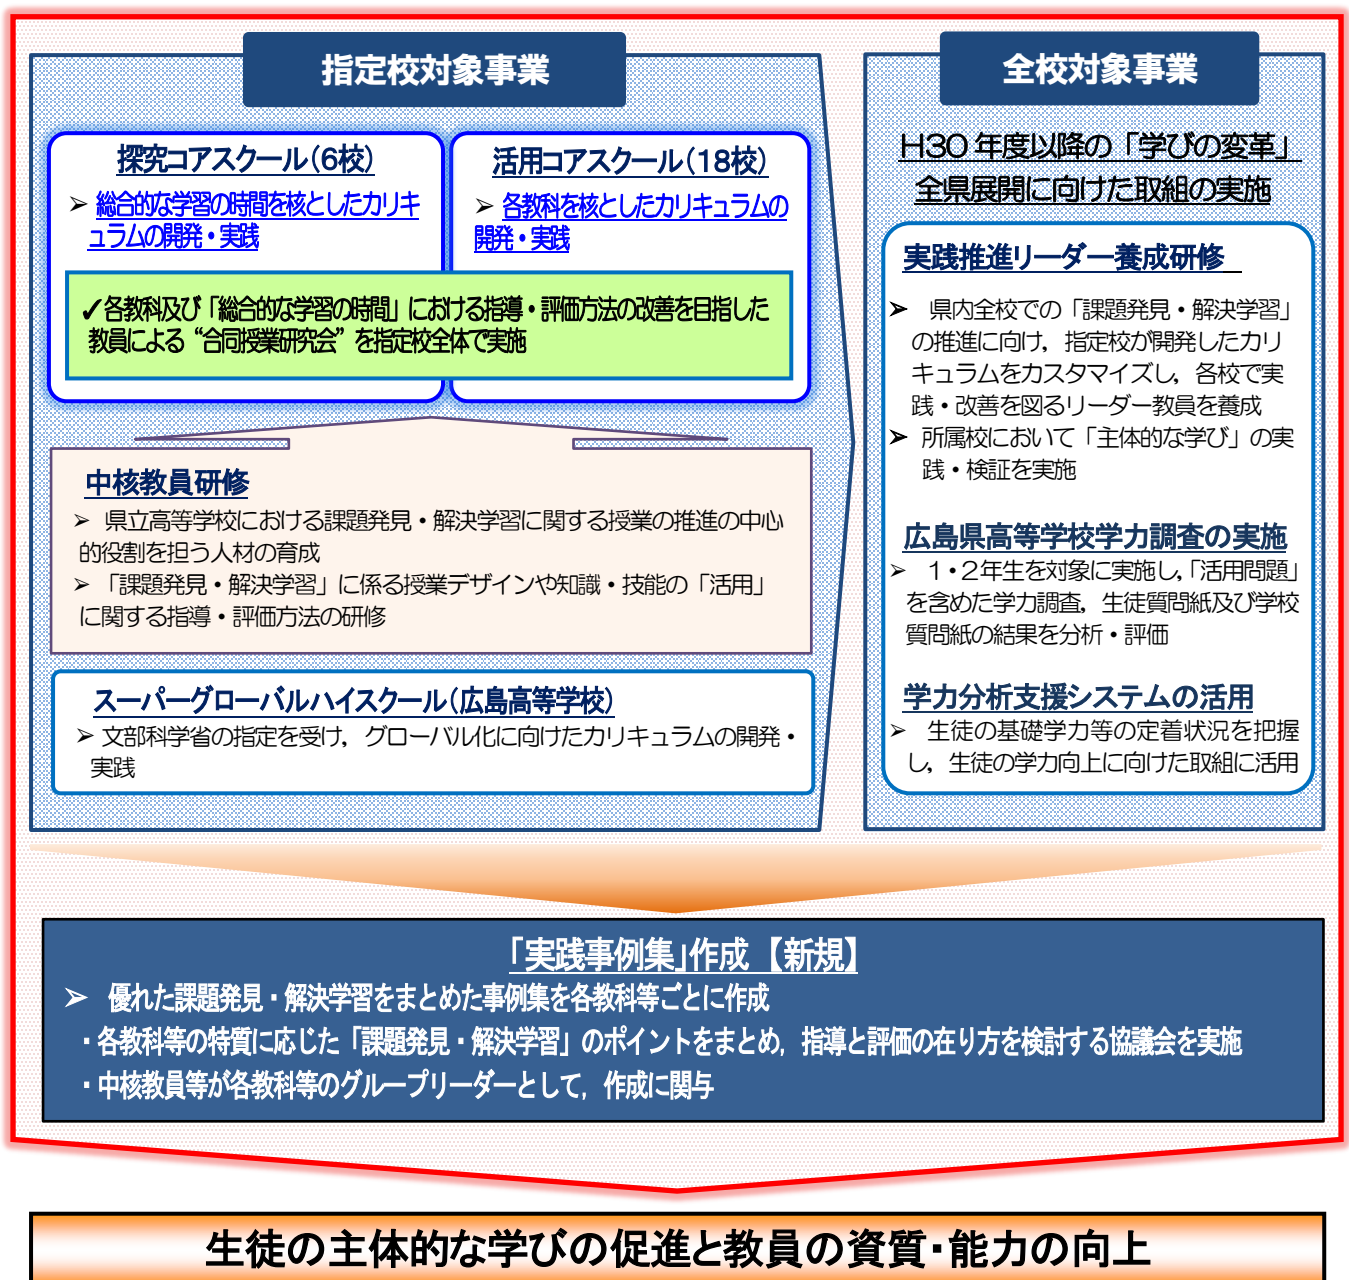 指定校対象事業
探究コアスクール（6校）
➢ 総合的な学習の時間を核としたカリキ
ュラムの開発・実践
活用コアスクール（18校）
➢ 各教科を核としたカリキュラムの
開発・実践
✓各教科及び「総合的な学習の時間」における指導・評価方法の改善を目指した
教員による“合同授業研究会”を指定校全体で実施
中核教員研修
➢ 県立高等学校における課題発見・解決学習に関する授業の推進の中心
的役割を担う人材の育成
➢ 「課題発見・解決学習」に係る授業デザインや知識・技能の「活用」
に関する指導・評価方法の研修
スーパーグローバルハイスクール（広島高等学校）
➢ 文部科学省の指定を受け，グローバル化に向けたカリキュラムの開発・
実践
全校対象事業
H30 年度以降の「学びの変革」
全県展開に向けた取組の実施
実践推進リーダー養成研修
➢ 県内全校での「課題発見・解決学習」
の推進に向け，指定校が開発したカリ
キュラムをカスタマイズし，各校で実
践・改善を図るリーダー教員を養成
➢ 所属校において「主体的な学び」の実
践・検証を実施
広島県高等学校学力調査の実施
➢ 1・2年生を対象に実施し，「活用問題」
を含めた学力調査，生徒質問紙及び学校
質問紙の結果を分析・評価
学力分析支援システムの活用
➢ 生徒の基礎学力等の定着状況を把握
し，生徒の学力向上に向けた取組に活用
「実践事例集」作成 【新規】
➢ 優れた課題発見・解決学習をまとめた事例集を各教科等ごとに作成
・各教科等の特質に応じた「課題発見・解決学習」のポイントをまとめ，指導と評価の在り方を検討する協議会を実施
・中核教員等が各教科等のグループリーダーとして，作成に関与
生徒の主体的な学びの促進と教員の資質・能力の向上